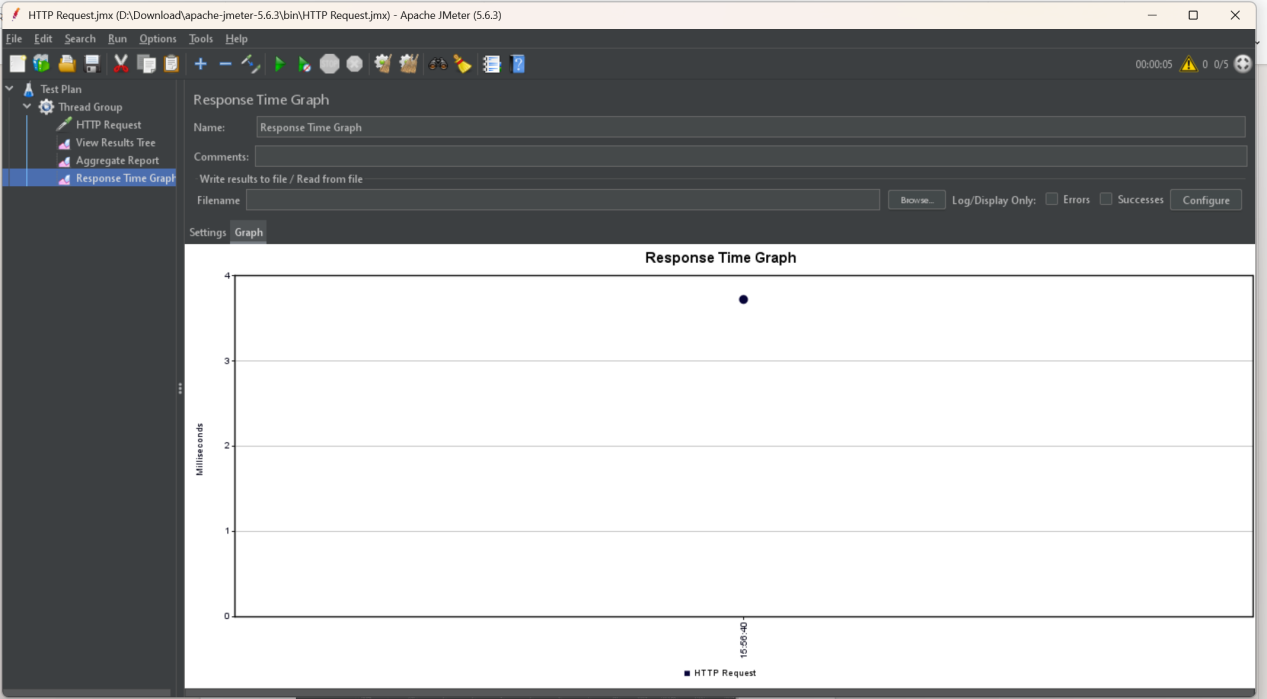 HTTP Request.jmx (D:\Download\apache-jmeter-5.6.3\bin\HTTP Request.jmx) - Apache JMeter (5.6.3)
File Edit Search Run Options Tools Help
00:00:05 0 0/5
Test Plan
Thread Group
HTTP Request
View Results Tree
Aggregate Report
Response Time Graph
Response Time Graph
Name: Response Time Graph
Comments:
Write results to file / Read from file
Filename Browse... Log/Display Only: Errors Successes Configure
Settings Graph
Response Time Graph
4
3
2
1
0
Milliseconds
15:56:40
HTTP Request